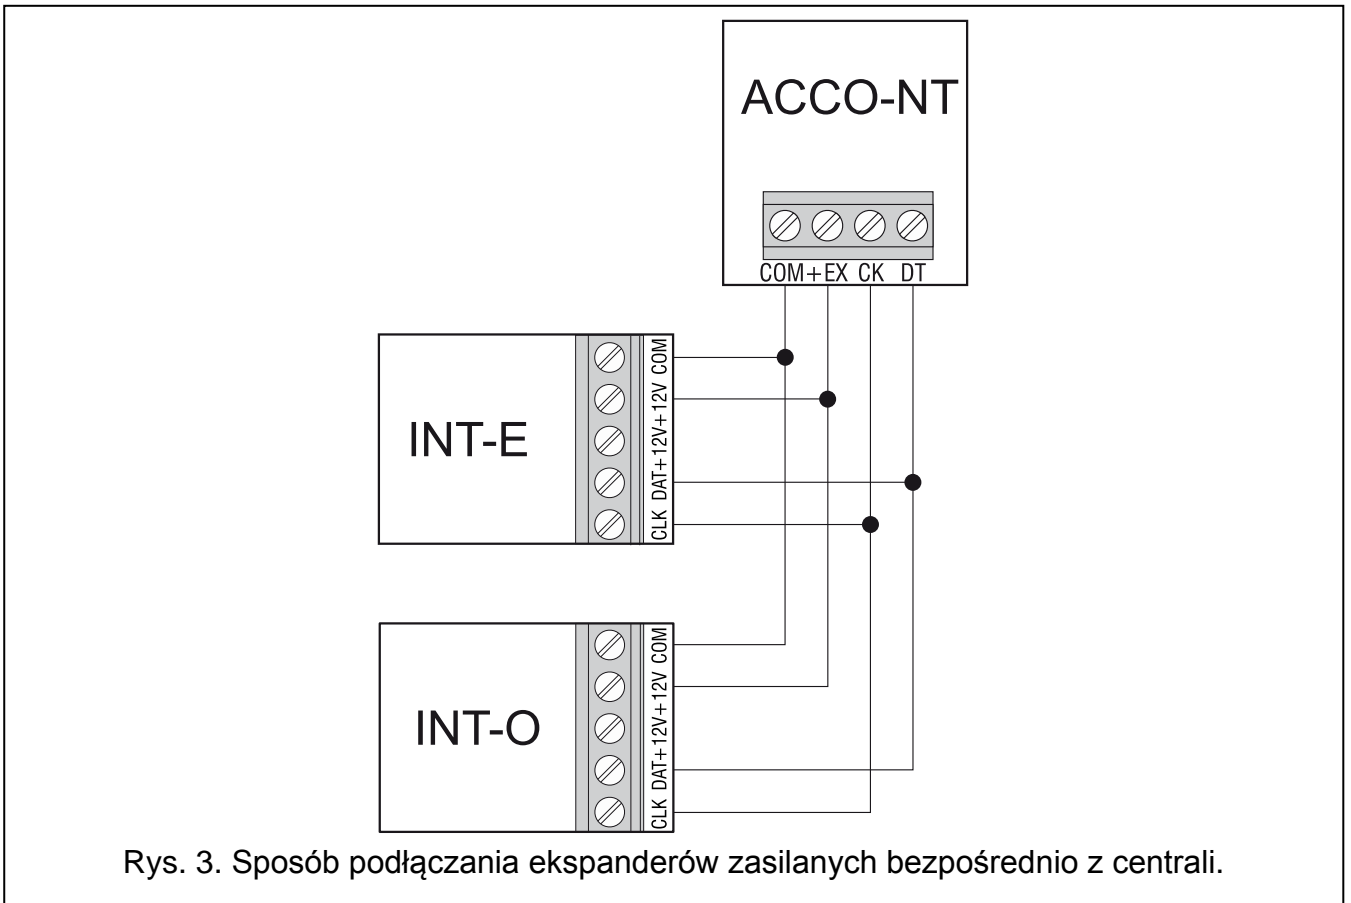 ACCO-NT
COM +EX CK DT
INT-E
CLK DAT +12V +12V COM
INT-O
CLK DAT +12V +12V COM
Rys. 3. Sposób podłączania ekspanderów zasilanych bezpośrednio z centrali.